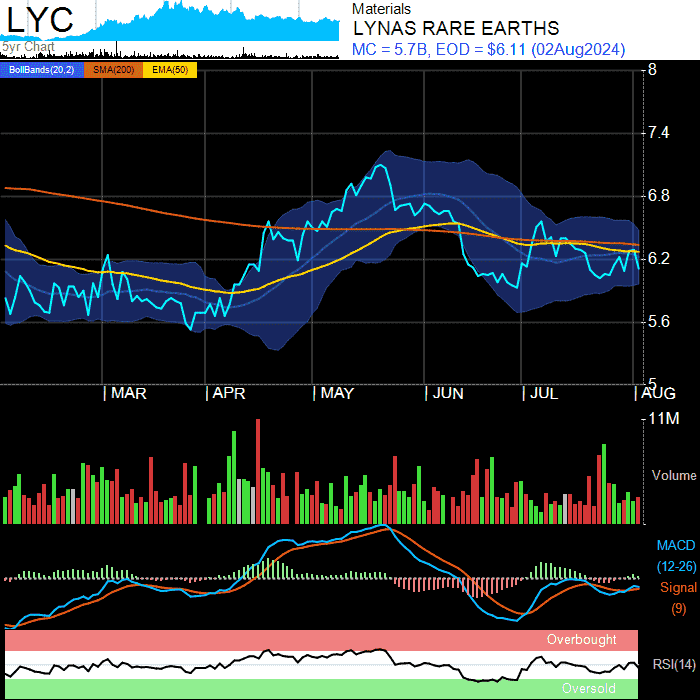 LYC
Materials
LYNAS RARE EARTHS
MC = 5.7B, EOD = $6.11 (02Aug2024)
5yr Chart
BollBands(20,2) SMA(200) EMA(50)
8
7.4
6.8
6.2
5.6
5
MAR APR MAY JUN JUL AUG
11M
Volume
MACD
(12-26)
Signal
(9)
Overbought
RSI(14)
Oversold